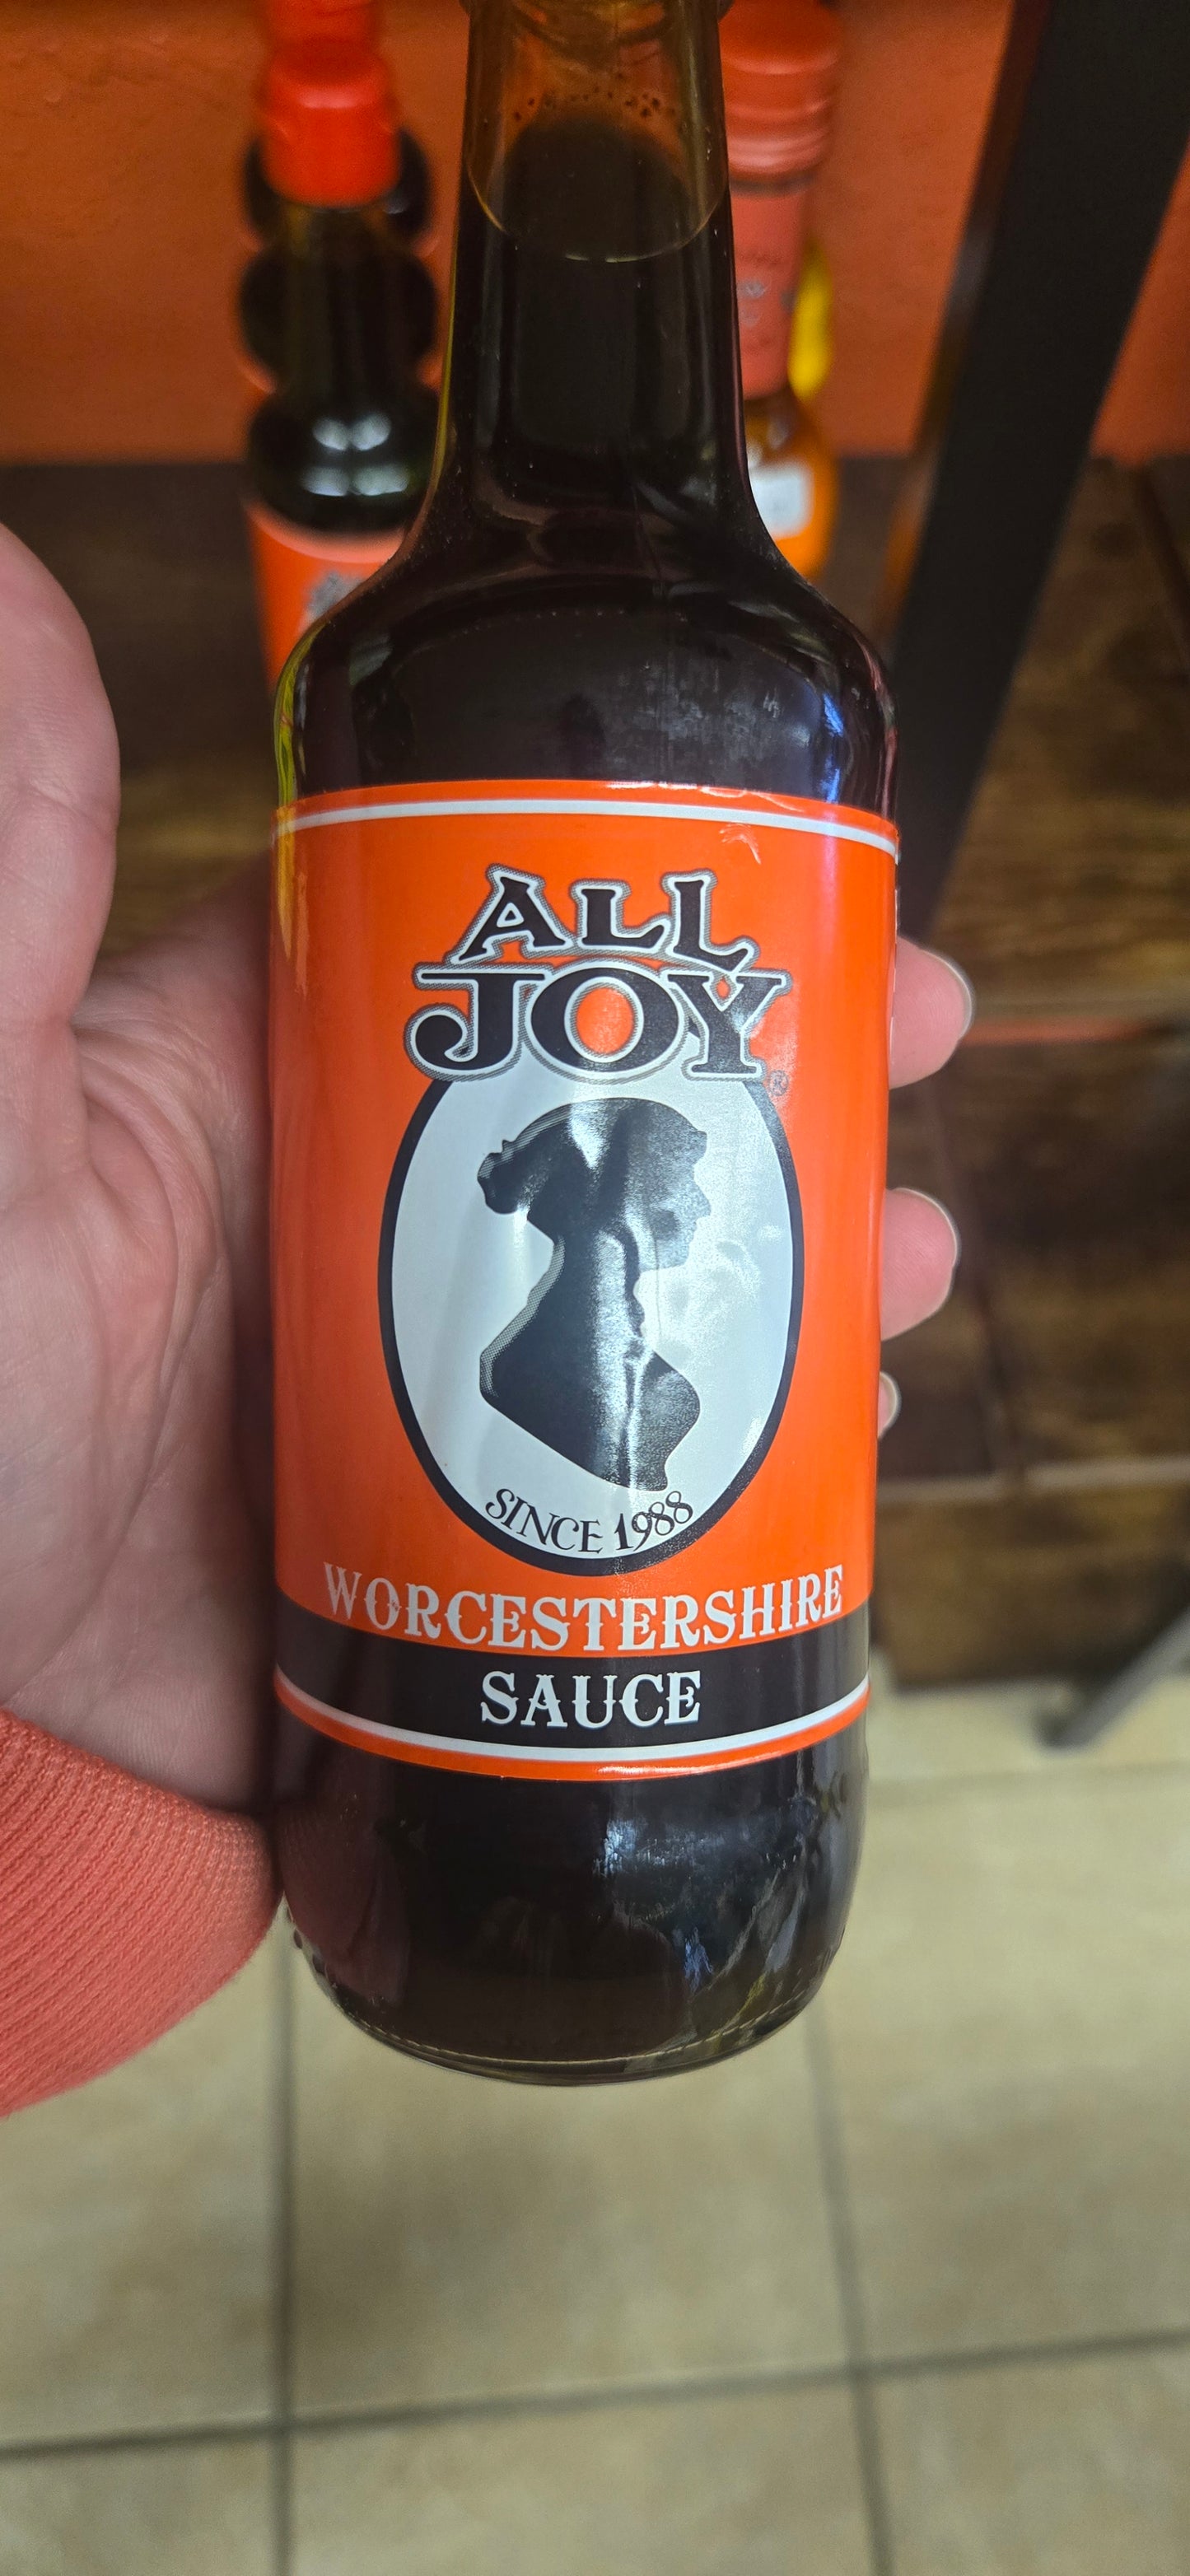 ALL
JOY
®
SINCE 1988
WORCESTERSHIRE
SAUCE